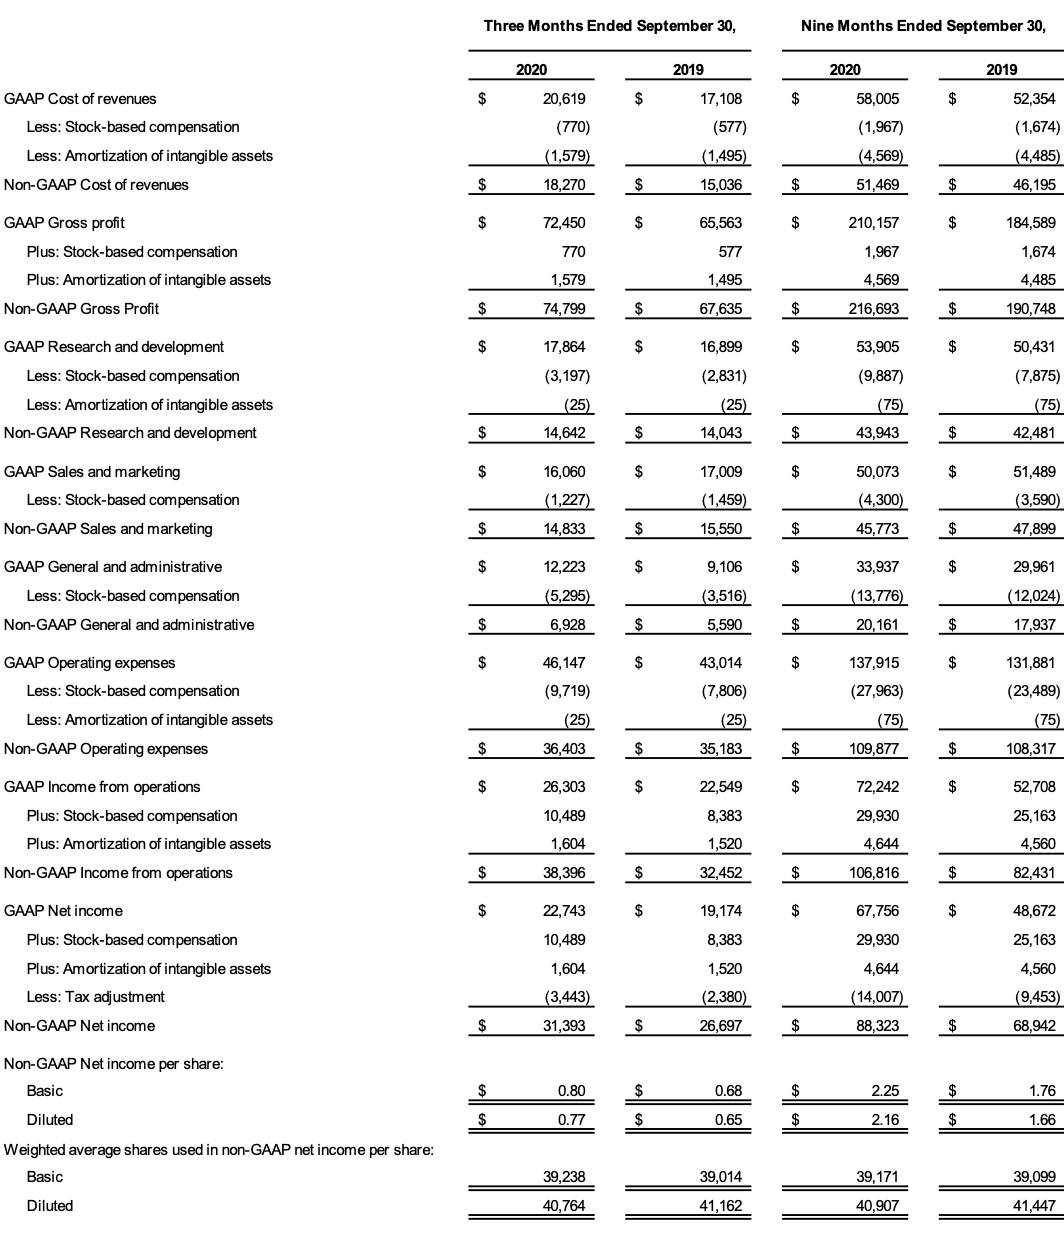 Three Months Ended September 30, Nine Months Ended September 30,
2020 2019 2020 2019
GAAP Cost of revenues $ 20,619 $ 17,108 $ 58,005 $ 52,354
Less: Stock-based compensation (770) (577) (1,967) (1,674)
Less: Amortization of intangible assets (1,579) (1,495) (4,569) (4,485)
Non-GAAP Cost of revenues $ 18,270 $ 15,036 $ 51,469 $ 46,195
GAAP Gross profit $ 72,450 $ 65,563 $ 210,157 $ 184,589
Plus: Stock-based compensation 770 577 1,967 1,674
Plus: Amortization of intangible assets 1,579 1,495 4,569 4,485
Non-GAAP Gross Profit $ 74,799 $ 67,635 $ 216,693 $ 190,748
GAAP Research and development $ 17,864 $ 16,899 $ 53,905 $ 50,431
Less: Stock-based compensation (3,197) (2,831) (9,887) (7,875)
Less: Amortization of intangible assets (25) (25) (75) (75)
Non-GAAP Research and development $ 14,642 $ 14,043 $ 43,943 $ 42,481
GAAP Sales and marketing $ 16,060 $ 17,009 $ 50,073 $ 51,489
Less: Stock-based compensation (1,227) (1,459) (4,300) (3,590)
Non-GAAP Sales and marketing $ 14,833 $ 15,550 $ 45,773 $ 47,899
GAAP General and administrative $ 12,223 $ 9,106 $ 33,937 $ 29,961
Less: Stock-based compensation (5,295) (3,516) (13,776) (12,024)
Non-GAAP General and administrative $ 6,928 $ 5,590 $ 20,161 $ 17,937
GAAP Operating expenses $ 46,147 $ 43,014 $ 137,915 $ 131,881
Less: Stock-based compensation (9,719) (7,806) (27,963) (23,489)
Less: Amortization of intangible assets (25) (25) (75) (75)
Non-GAAP Operating expenses $ 36,403 $ 35,183 $ 109,877 $ 108,317
GAAP Income from operations $ 26,303 $ 22,549 $ 72,242 $ 52,708
Plus: Stock-based compensation 10,489 8,383 29,930 25,163
Plus: Amortization of intangible assets 1,604 1,520 4,644 4,560
Non-GAAP Income from operations $ 38,396 $ 32,452 $ 106,816 $ 82,431
GAAP Net income $ 22,743 $ 19,174 $ 67,756 $ 48,672
Plus: Stock-based compensation 10,489 8,383 29,930 25,163
Plus: Amortization of intangible assets 1,604 1,520 4,644 4,560
Less: Tax adjustment (3,443) (2,380) (14,007) (9,453)
Non-GAAP Net income $ 31,393 $ 26,697 $ 88,323 $ 68,942
Non-GAAP Net income per share:
Basic $ 0.80 $ 0.68 $ 2.25 $ 1.76
Diluted $ 0.77 $ 0.65 $ 2.16 $ 1.66
Weighted average shares used in non-GAAP net income per share:
Basic 39,238 39,014 39,171 39,099
Diluted 40,764 41,162 40,907 41,447